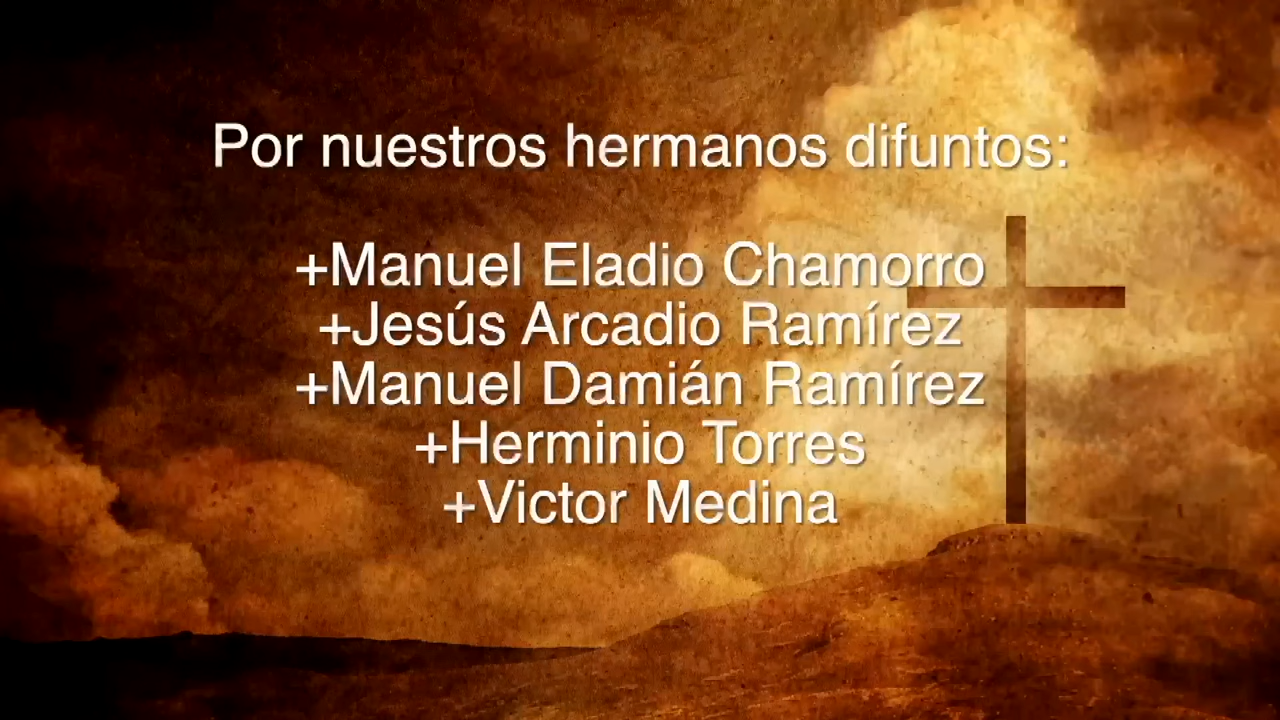 Por nuestros hermanos difuntos:
+Manuel Eladio Chamorro
+Jesús Arcadio Ramírez
+Manuel Damián Ramírez
+Herminio Torres
+Victor Medina